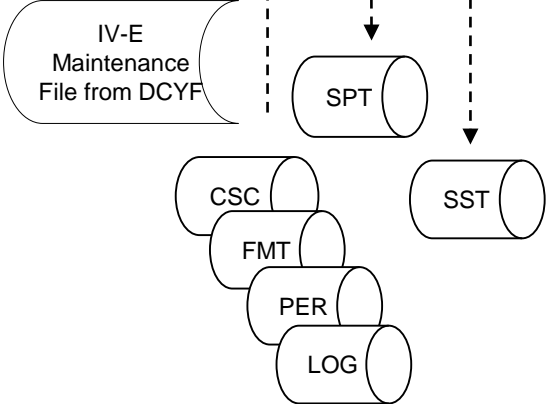 IV-E
Maintenance
File from DCYF
SPT
CSC
SST
FMT
PER
LOG